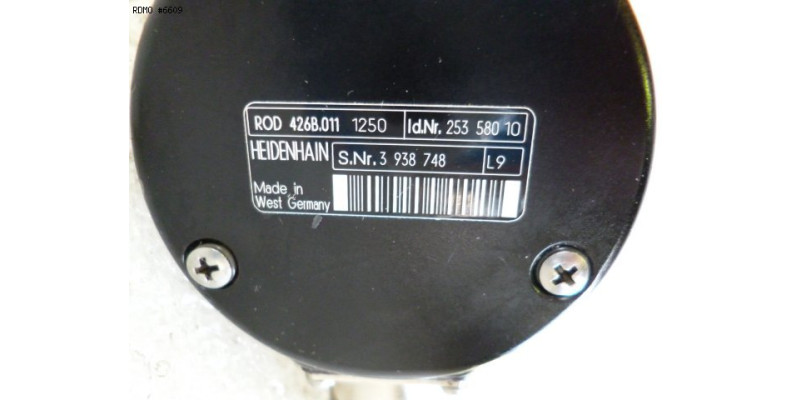 RDMO #6609
ROD 426B.011 1250 Id.Nr. 253 580 10
HEIDENHAIN S.Nr. 3 938 748 L9
Made in
West Germany